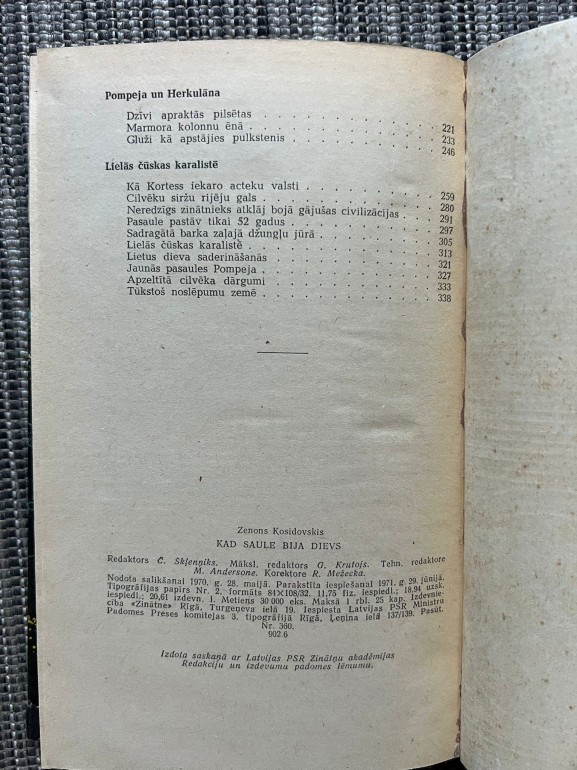 Pompeja un Herkulāna
Dzīvi apraktās pilsētas . . . . . . . . . . 221
Marmora kolonnu ēnā . . . . . . . . . . 233
Gluži kā apstājies pulkstenis . . . . . . . . . . 246
Lielās čūskas karalistē
Kā Kortess iekaro acteku valsti . . . . . . . . . . 259
Cilvēku siržu rijēju gals . . . . . . . . . . 280
Neredzīgs zinātnieks atklāj bojā gājušas civilizācijas . . 291
Pasaule pastāv tikai 52 gadus . . . . . . . . . . 297
Sadragātā barka zaļajā džungļu jūrā . . . . . . . . 305
Lielās čūskas karalistē . . . . . . . . . . 313
Lietus dieva saderināšanās . . . . . . . . . . 321
Jaunās pasaules Pompeja . . . . . . . . . . 327
Apzeltītā cilvēka dārgumi . . . . . . . . . . 333
Tūkstoš noslēpumu zemē . . . . . . . . . . 338
Zenons Kosidovskis
KAD SAULE BIJA DIEVS
Redaktors Č. Šķļenņiks. Māksl. redaktors G. Krutojs. Tehn. redaktore
M. Andersone. Korektore R. Mežecka.
Nodota salikšanai 1970. g. 28. maijā. Parakstīta iespiešanai 1971. g. 29. jūnijā.
Tipogrāfijas papīrs Nr. 2, formāts 84×108/32. 11,75 fiz. iespiedl.; 18,94 uzsk.
iespiedl.; 20,61 izdevn. l. Metiens 30 000 eks. Maksā 1 rbl. 25 kap. Izdevnie-
cība «Zinātne» Rīgā, Turgeņeva ielā 19. Iespiesta Latvijas PSR Ministru
Padomes Preses komitejas 3. tipogrāfijā Rīgā, Ļeņina ielā 137/139. Pasūt.
Nr. 360.
902.6
Izdota saskaņā ar Latvijas PSR Zinātņu akadēmijas
Redakciju un izdevumu padomes lēmumu.